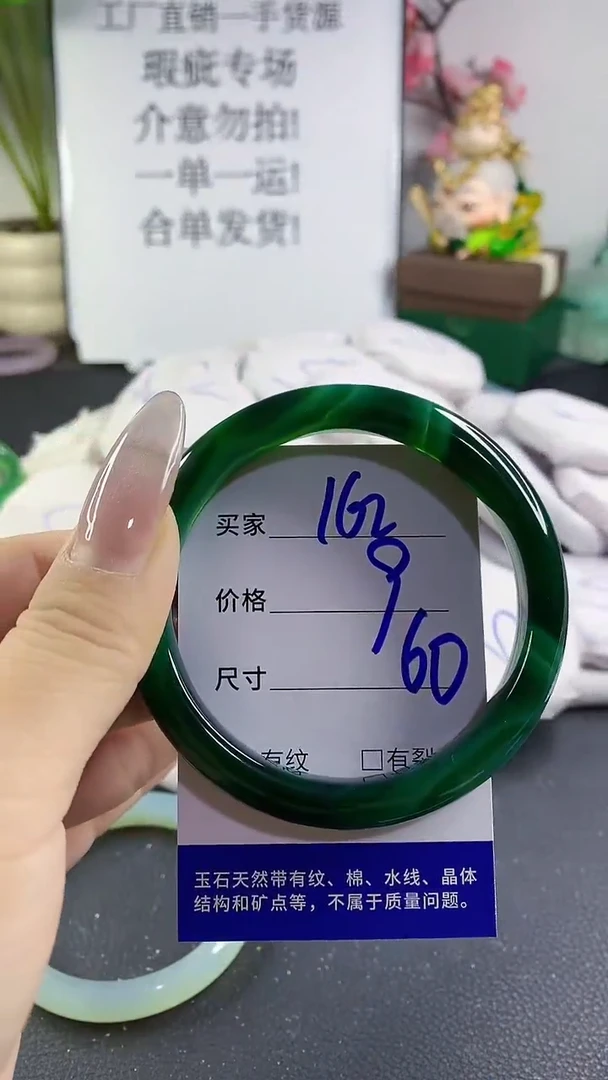 工厂直销一手货源
瑕疵专场
介意勿拍!
一单一运!
合单发货!
买家
价格
尺寸 60
有纹 □有裂
玉石天然带有纹、棉、水线、晶体
结构和矿点等，不属于质量问题。